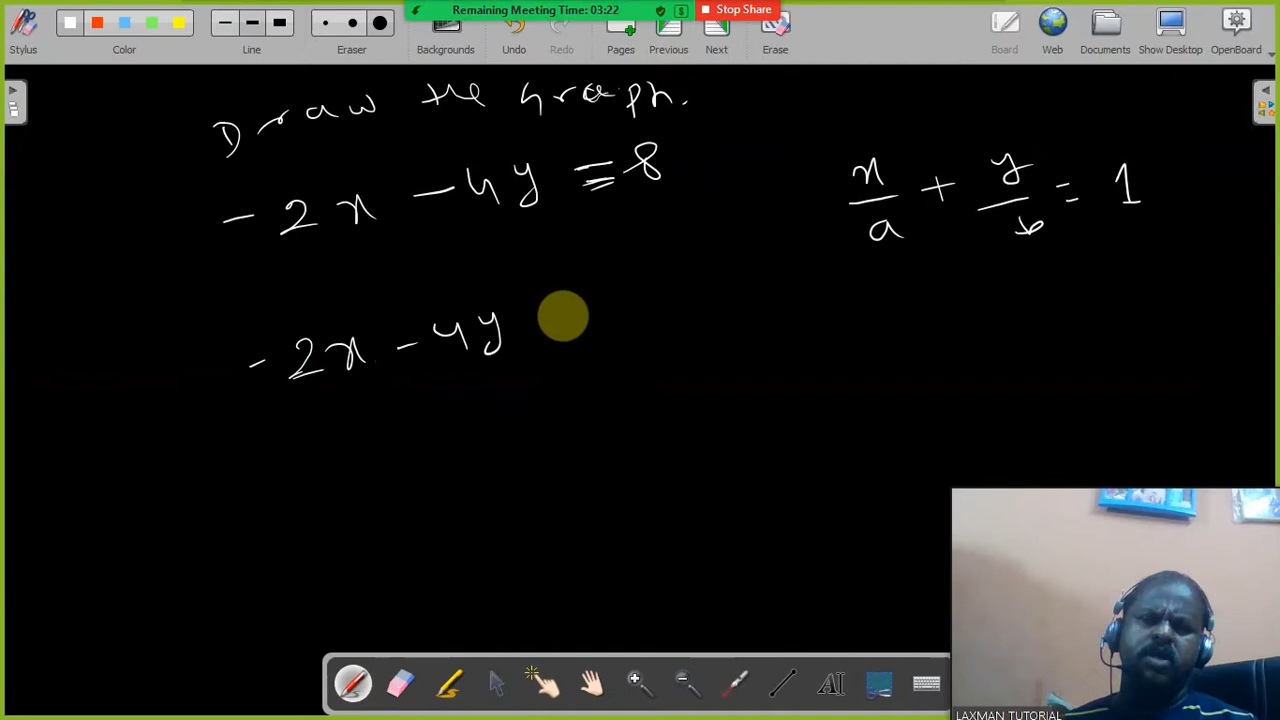 Remaining Meeting Time: 03:22 Stop Share
Stylus Color Line Eraser Backgrounds Undo Redo Pages Previous Next Erase Board Web Documents Show Desktop OpenBoard
Draw the Graph.
-2x - 4y = 8
x/a + y/b = 1
-2x - 4y
LAXMAN TUTORIAL